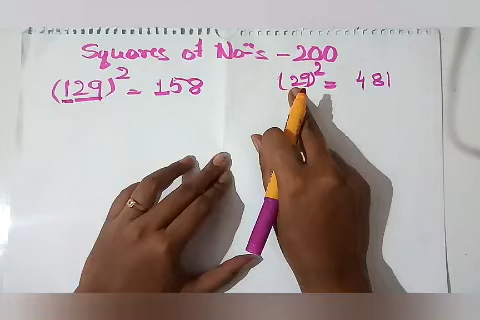 Squares of No's - 200
(129)² = 158
(29)² = 481